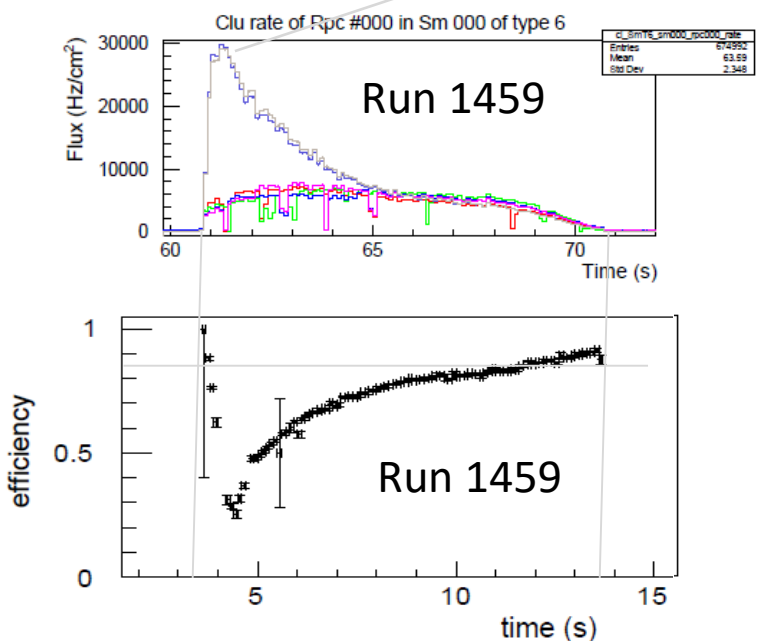 Clu rate of Rpc #000 in Sm 000 of type 6
cl_SmT6_sm000_rpc000_rate
Entries 674992
Mean 63.59
Std Dev 2.348
Flux (Hz/cm²)
30000
20000
10000
0
Run 1459
60 65 70
Time (s)
efficiency
1
0.5
0
Run 1459
5 10 15
time (s)